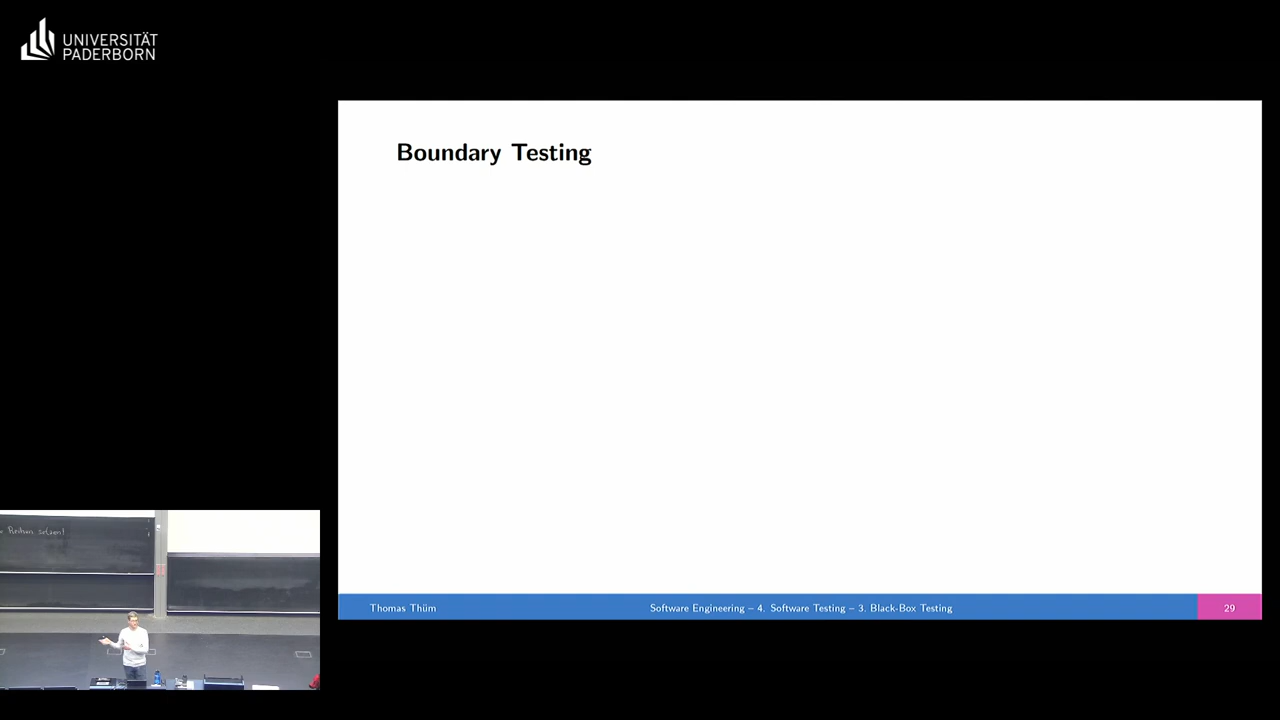 UNIVERSITÄT
PADERBORN
Boundary Testing
Thomas Thüm
Software Engineering – 4. Software Testing – 3. Black-Box Testing
29